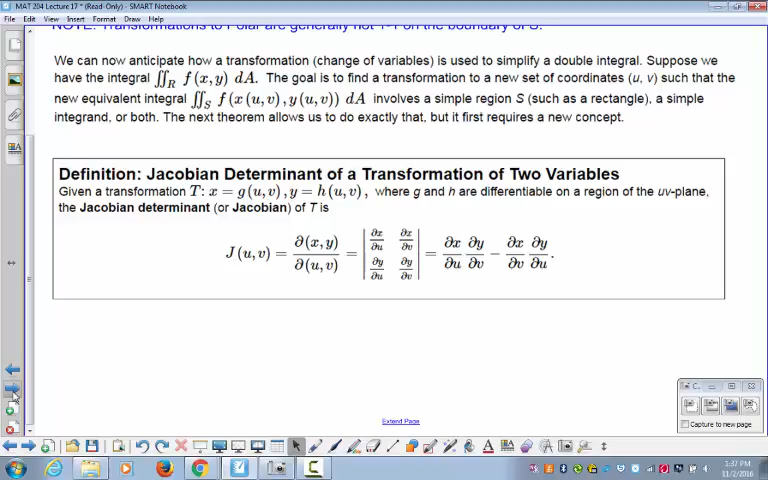 MAT 204 Lecture 17 * (Read-Only) - SMART Notebook
File Edit View Insert Format Draw Help
NOTE: Transformations to Polar are generally not 1-1 on the boundary of S.
We can now anticipate how a transformation (change of variables) is used to simplify a double integral. Suppose we
have the integral ∬_R f(x,y) dA. The goal is to find a transformation to a new set of coordinates (u, v) such that the
new equivalent integral ∬_S f(x(u,v),y(u,v)) dA involves a simple region S (such as a rectangle), a simple
integrand, or both. The next theorem allows us to do exactly that, but it first requires a new concept.
Definition: Jacobian Determinant of a Transformation of Two Variables
Given a transformation T: x = g(u,v), y = h(u,v), where g and h are differentiable on a region of the uv-plane,
the Jacobian determinant (or Jacobian) of T is
J(u,v) = ∂(x,y)/∂(u,v) = |∂x/∂u ∂x/∂v; ∂y/∂u ∂y/∂v| = ∂x/∂u ∂y/∂v − ∂x/∂v ∂y/∂u.
C...
Capture to new page
Extend Page
1:37 PM
11/2/2016